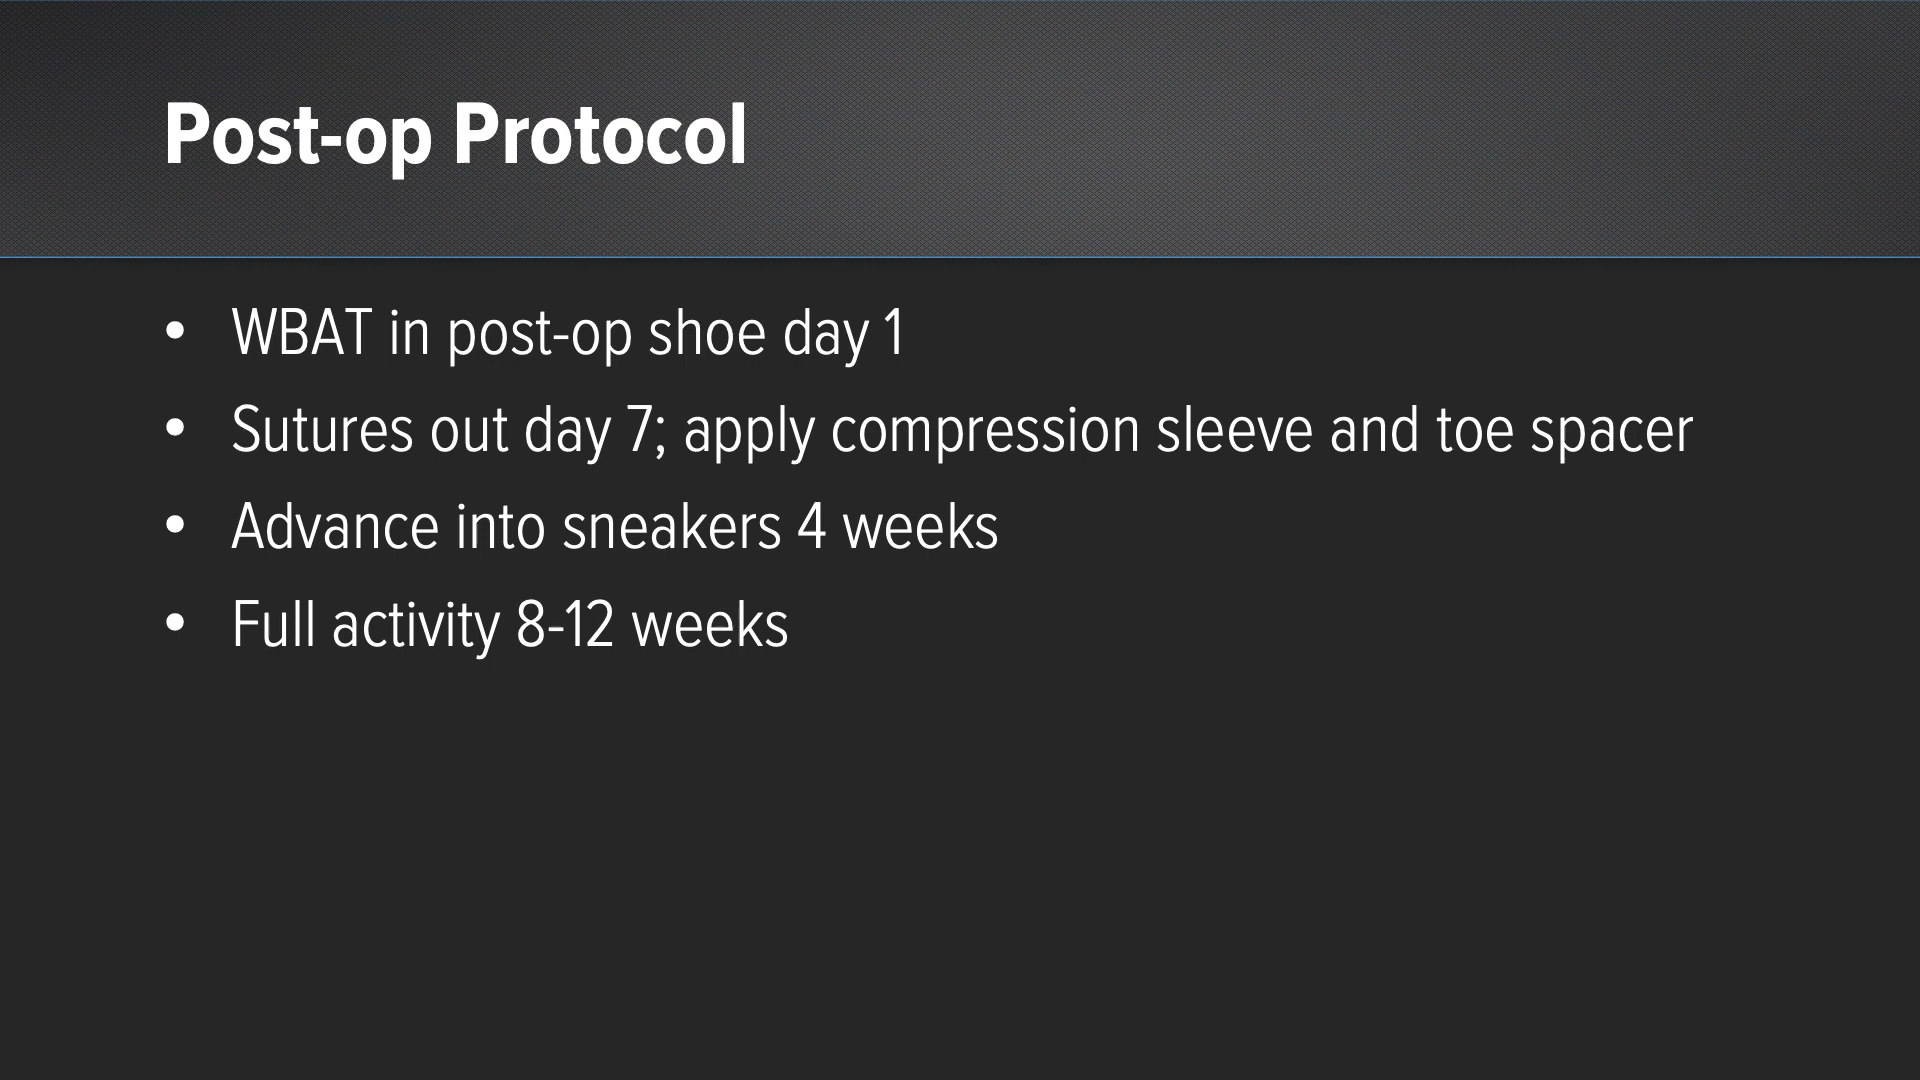 Post-op Protocol
• WBAT in post-op shoe day 1
• Sutures out day 7; apply compression sleeve and toe spacer
• Advance into sneakers 4 weeks
• Full activity 8-12 weeks